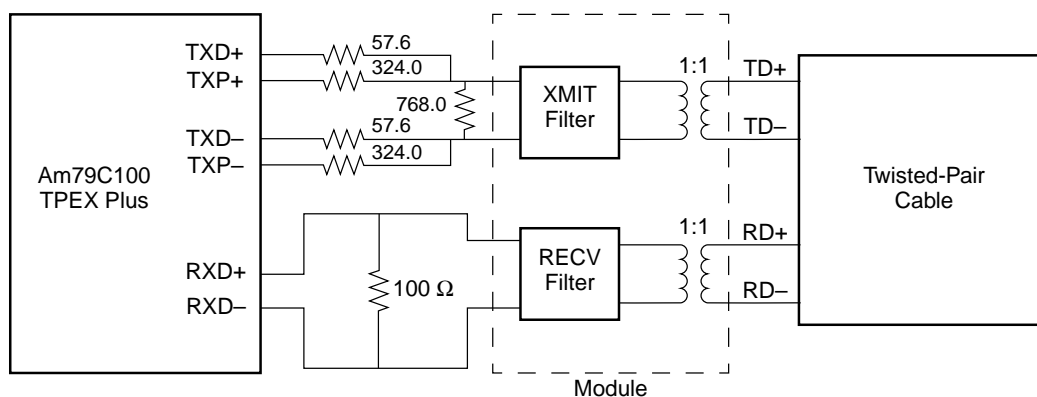 Am79C100
TPEX Plus
TXD+
TXP+
TXD–
TXP–
RXD+
RXD–
57.6
324.0
768.0
57.6
324.0
100 Ω
XMIT
Filter
RECV
Filter
1:1
1:1
Module
TD+
TD–
RD+
RD–
Twisted-Pair
Cable